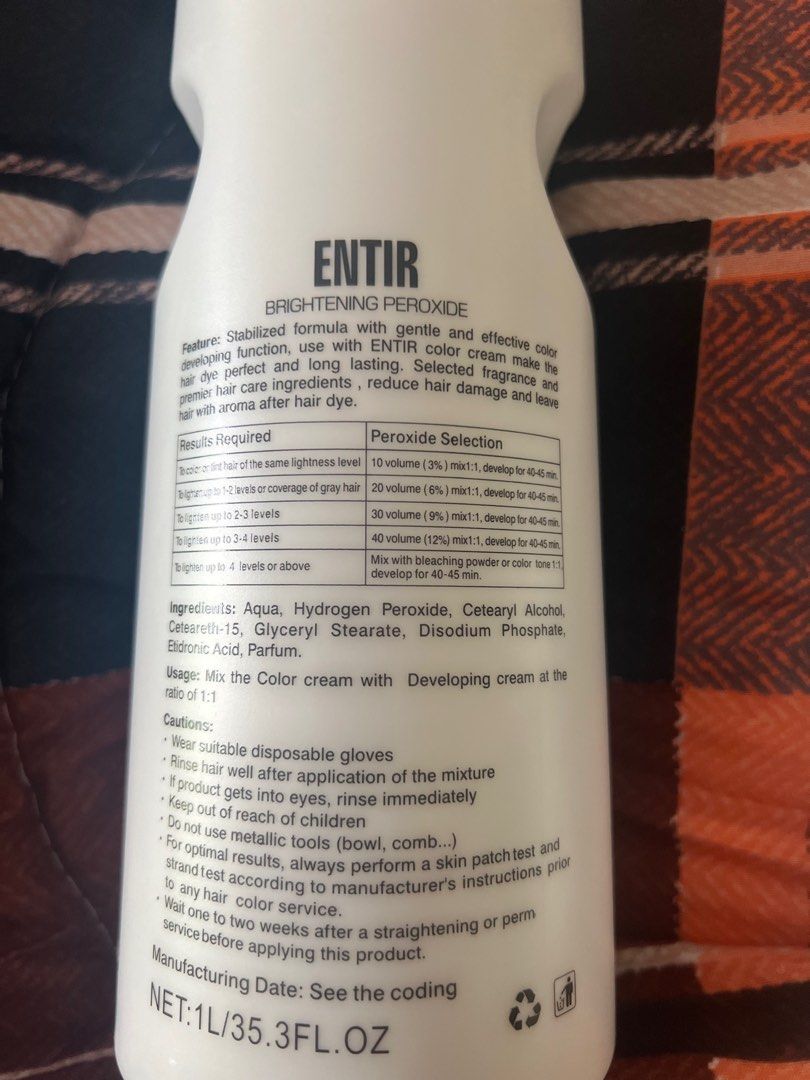 ENTIR
BRIGHTENING PEROXIDE
Feature: Stabilized formula with gentle and effective color
developing function, use with ENTIR color cream make the
hair dye perfect and long lasting. Selected fragrance and
premier hair care ingredients , reduce hair damage and leave
hair with aroma after hair dye.
Results Required Peroxide Selection
To color or tint hair of the same lightness level 10 volume ( 3% ) mix1:1, develop for 40-45 min.
To lighten up to 1-2 levels or coverage of gray hair 20 volume ( 6% ) mix1:1, develop for 40-45 min.
To lighten up to 2-3 levels 30 volume ( 9% ) mix1:1, develop for 40-45 min.
To lighten up to 3-4 levels 40 volume (12%) mix1:1, develop for 40-45 min.
To lighten up to 4 levels or above Mix with bleaching powder or color tone 1:1,
develop for 40-45 min.
Ingredients: Aqua, Hydrogen Peroxide, Cetearyl Alcohol,
Ceteareth-15, Glyceryl Stearate, Disodium Phosphate,
Etidronic Acid, Parfum.
Usage: Mix the Color cream with Developing cream at the
ratio of 1:1
Cautions:
· Wear suitable disposable gloves
· Rinse hair well after application of the mixture
· If product gets into eyes, rinse immediately
· Keep out of reach of children
· Do not use metallic tools (bowl, comb...)
· For optimal results, always perform a skin patch test and
strand test according to manufacturer's instructions prior
to any hair color service.
· Wait one to two weeks after a straightening or perm
service before applying this product.
Manufacturing Date: See the coding
NET:1L/35.3FL.OZ